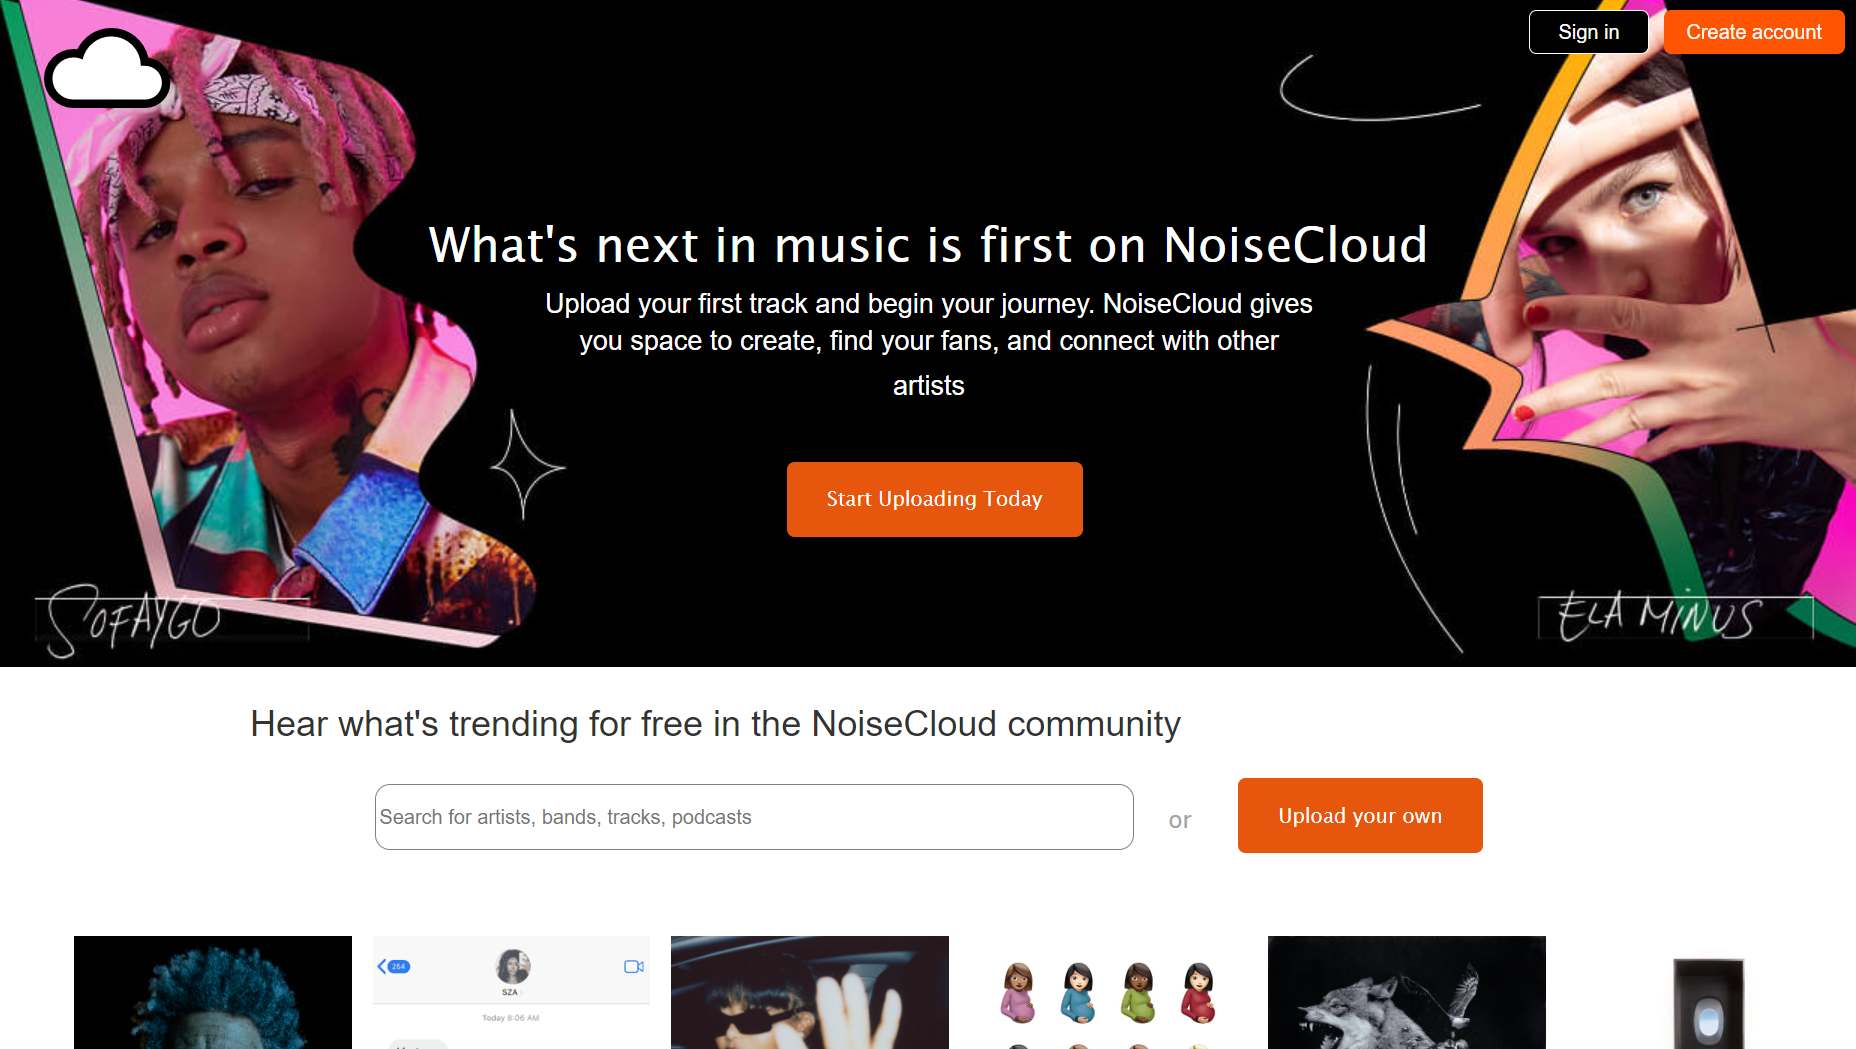 Sign in
Create account
What's next in music is first on NoiseCloud
Upload your first track and begin your journey. NoiseCloud gives
you space to create, find your fans, and connect with other
artists
Start Uploading Today
SOFAYGO
ELA MINUS
Hear what's trending for free in the NoiseCloud community
Search for artists, bands, tracks, podcasts
or
Upload your own
254
SZA
Today 8:06 AM